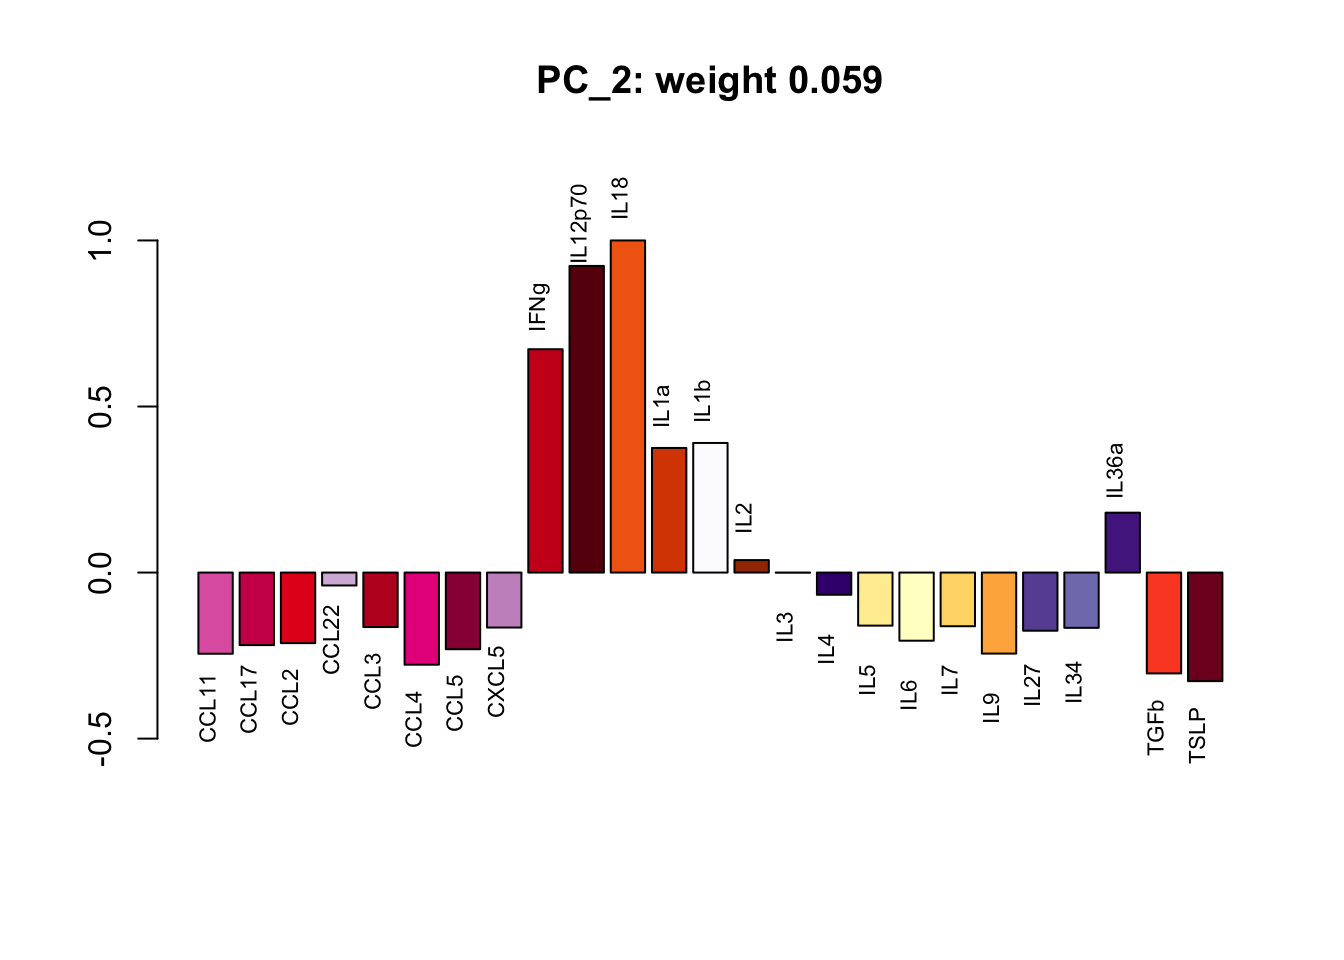 PC_2: weight 0.059
1.0
0.5
0.0
-0.5
CCL11
CCL17
CCL2
CCL22
CCL3
CCL4
CCL5
CXCL5
IFNg
IL12p70
IL18
IL1a
IL1b
IL2
IL3
IL4
IL5
IL6
IL7
IL9
IL27
IL34
IL36a
TGFb
TSLP